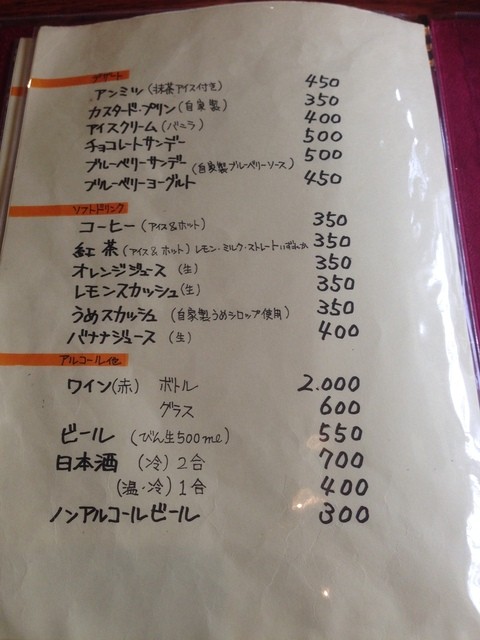 デザート
アンミツ(抹茶アイス付き) 450
カスタードプリン(自家製) 350
アイスクリーム(バニラ) 400
チョコレートサンデー 500
ブルーベリーサンデー(自家製ブルーベリーソース) 500
ブルーベリーヨーグルト 450
ソフトドリンク
コーヒー(アイス&ホット) 350
紅茶(アイス&ホット)レモン・ミルク・ストレートいずれか 350
オレンジジュース(生) 350
レモンスカッシュ(生) 350
うめスカッシュ(自家製うめシロップ使用) 350
バナナジュース(生) 400
アルコール他
ワイン(赤) ボトル 2.000
グラス 600
ビール(びん生500ml) 550
日本酒(冷)2合 700
(温・冷)1合 400
ノンアルコールビール 300